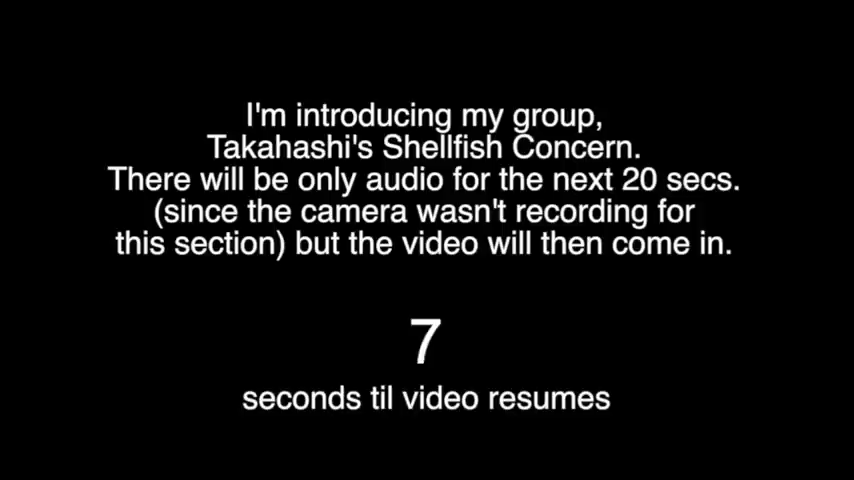 I'm introducing my group,
Takahashi's Shellfish Concern.
There will be only audio for the next 20 secs.
(since the camera wasn't recording for
this section) but the video will then come in.
7
seconds til video resumes